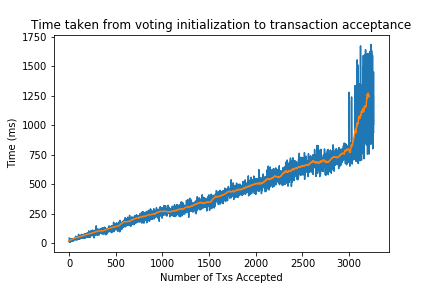 Time taken from voting initialization to transaction acceptance
1750
1500
1250
1000
750
500
250
0
Time (ms)
0 500 1000 1500 2000 2500 3000
Number of Txs Accepted